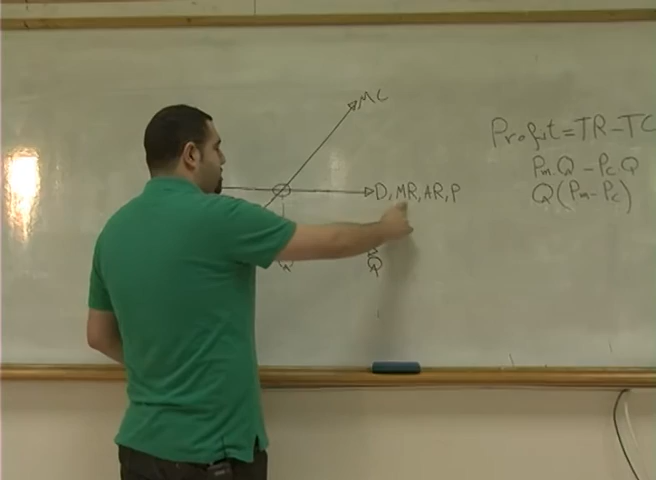 MC
Profit=TR-TC
Pm.Q - Pc.Q
D, MR, AR, P
Q(Pm-Pc)
Q